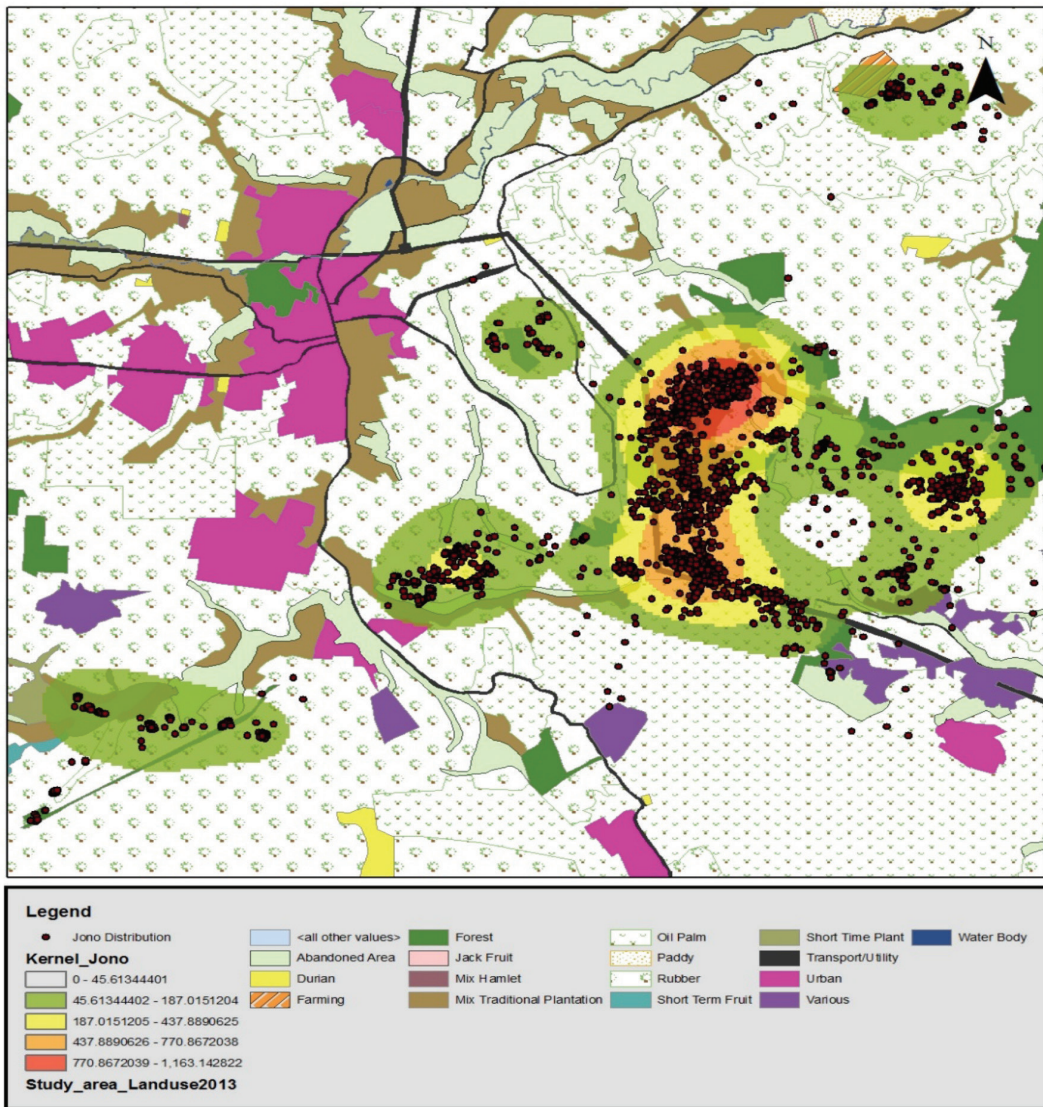 N
Legend
Jono Distribution
Kernel_Jono
0 - 45.61344401
45.61344402 - 187.0151204
187.0151205 - 437.8890625
437.8890626 - 770.8672038
770.8672039 - 1,163.142822
Study_area_Landuse2013
<all other values>
Abandoned Area
Durian
Farming
Forest
Jack Fruit
Mix Hamlet
Mix Traditional Plantation
Oil Palm
Paddy
Rubber
Short Term Fruit
Short Time Plant
Transport/Utility
Urban
Various
Water Body